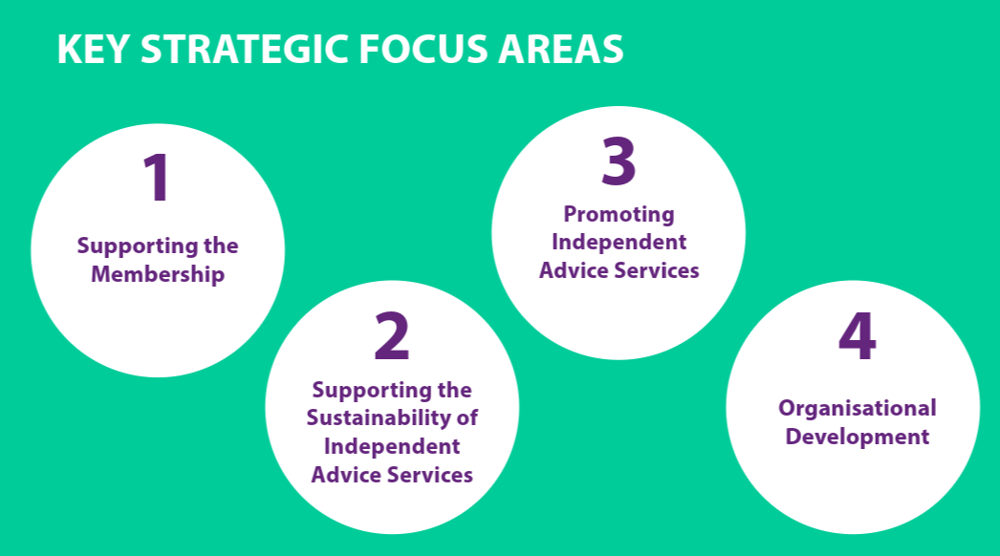 KEY STRATEGIC FOCUS AREAS
1
Supporting the
Membership
2
Supporting the
Sustainability of
Independent
Advice Services
3
Promoting
Independent
Advice Services
4
Organisational
Development